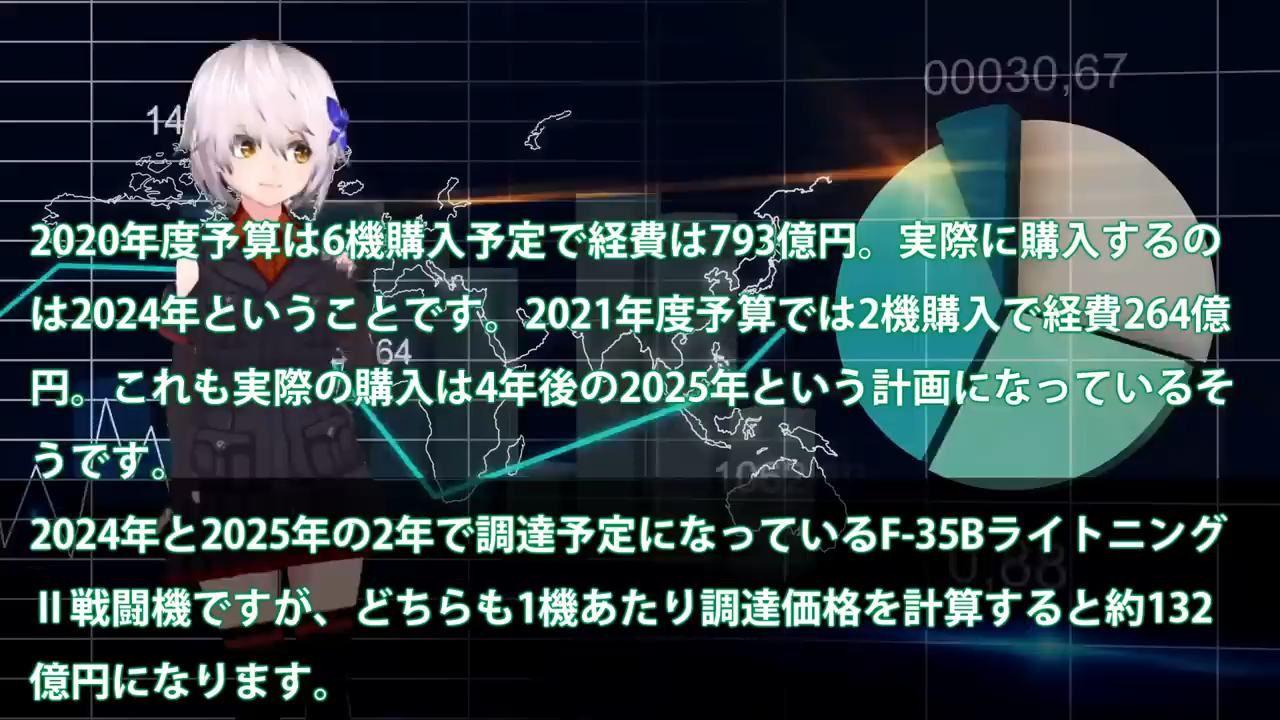 00030,67
14
2020年度予算は6機購入予定で経費は793億円。実際に購入するの
は2024年ということです。2021年度予算では2機購入で経費264億
64
円。これも実際の購入は4年後の2025年という計画になっているそ
うです。
2024年と2025年の2年で調達予定になっているF-35Bライトニング
Ⅱ戦闘機ですが、どちらも1機あたり調達価格を計算すると約132
0,88
億円になります。